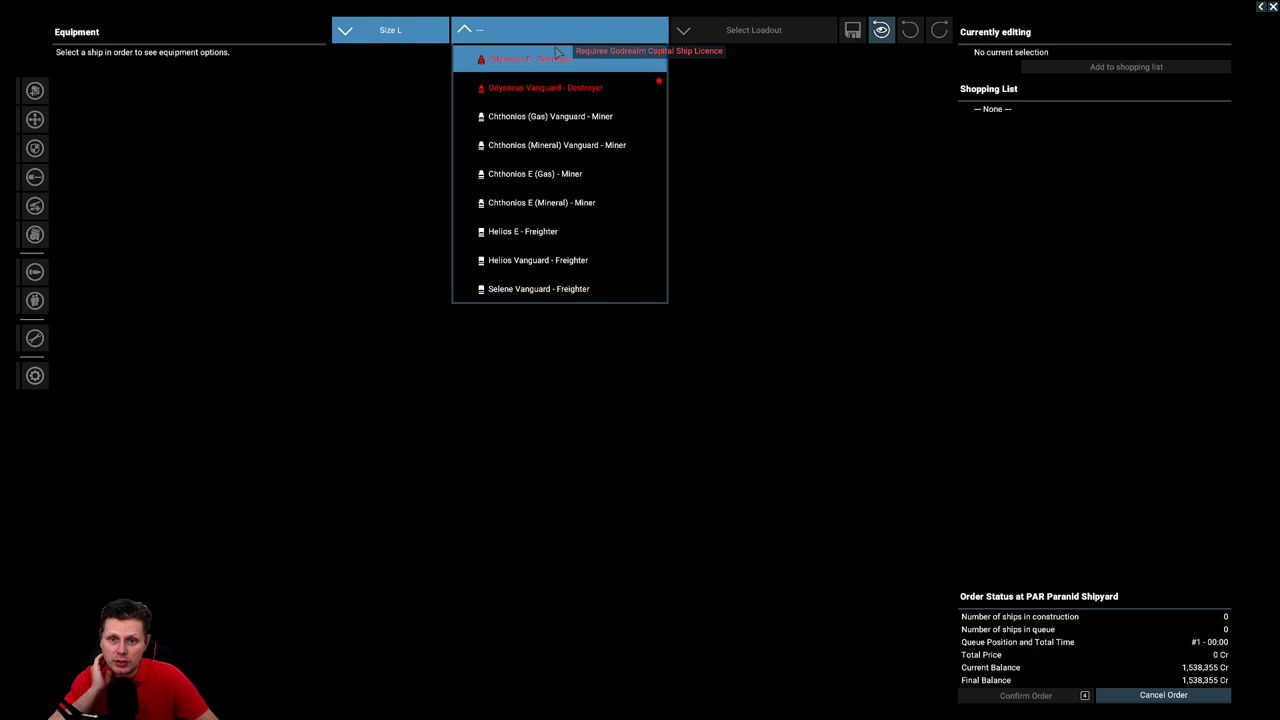 Equipment
Select a ship in order to see equipment options.
Size L
—
Select Loadout
Requires Godrealm Capital Ship Licence
Odysseus Vanguard - Destroyer
Chthonios (Gas) Vanguard - Miner
Chthonios (Mineral) Vanguard - Miner
Chthonios E (Gas) - Miner
Chthonios E (Mineral) - Miner
Helios E - Freighter
Helios Vanguard - Freighter
Selene Vanguard - Freighter
Currently editing
No current selection
Add to shopping list
Shopping List
— None —
Order Status at PAR Paranid Shipyard
Number of ships in construction 0
Number of ships in queue 0
Queue Position and Total Time #1 - 00:00
Total Price 0 Cr
Current Balance 1,538,355 Cr
Final Balance 1,538,355 Cr
Confirm Order 4
Cancel Order